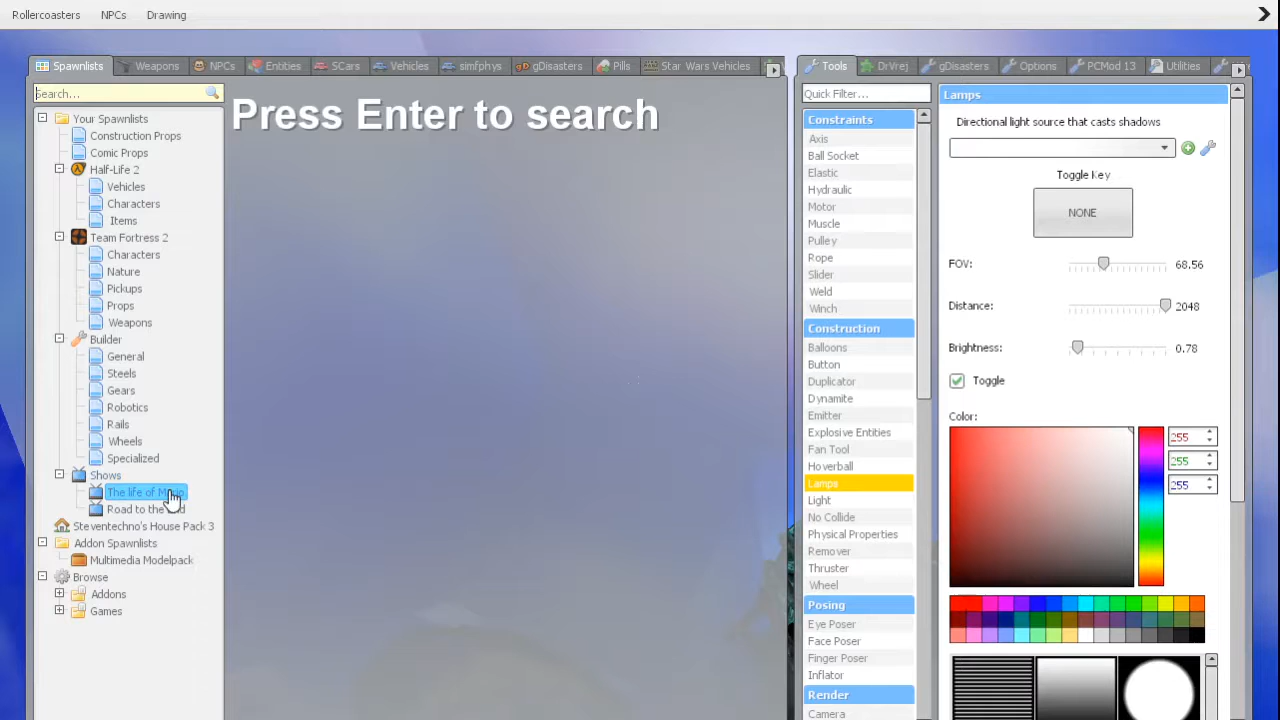 Rollercoasters NPCs Drawing
Spawnlists Weapons NPCs Entities SCars Vehicles simfphys gDisasters Pills Star Wars Vehicles
Search...
Press Enter to search
Your Spawnlists
Construction Props
Comic Props
Half-Life 2
Vehicles
Characters
Items
Team Fortress 2
Characters
Nature
Pickups
Props
Weapons
Builder
General
Steels
Gears
Robotics
Rails
Wheels
Specialized
Shows
The life of
Road to the
Steventechno's House Pack 3
Addon Spawnlists
Multimedia Modelpack
Browse
Addons
Games
Tools DrVrej gDisasters Options PCMod 13 Utilities
Quick Filter...
Constraints
Axis
Ball Socket
Elastic
Hydraulic
Motor
Muscle
Pulley
Rope
Slider
Weld
Winch
Construction
Balloons
Button
Duplicator
Dynamite
Emitter
Explosive Entities
Fan Tool
Hoverball
Lamps
Light
No Collide
Physical Properties
Remover
Thruster
Wheel
Posing
Eye Poser
Face Poser
Finger Poser
Inflator
Render
Camera
Lamps
Directional light source that casts shadows
Toggle Key
NONE
FOV: 68.56
Distance: 2048
Brightness: 0.78
Toggle
Color:
255
255
255